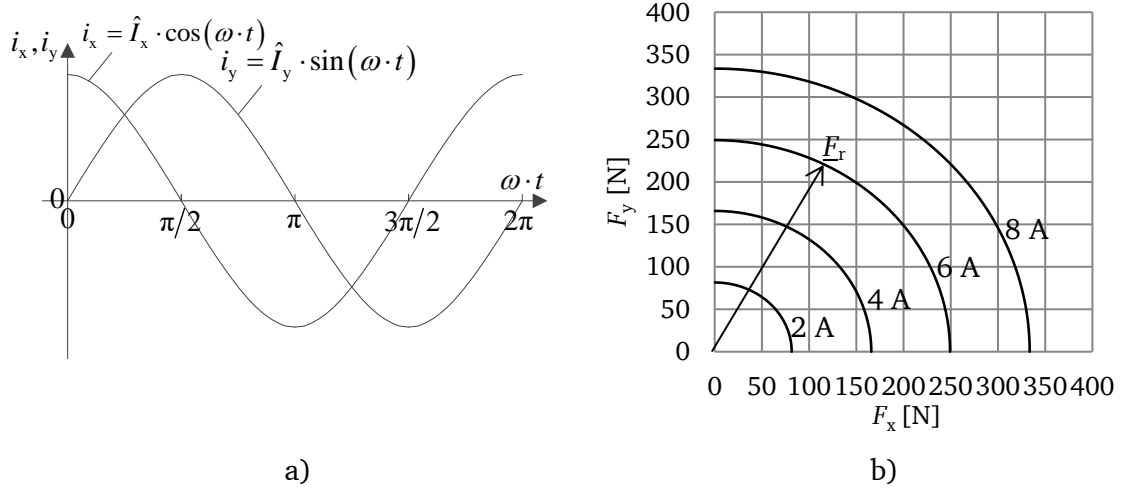 i_x, i_y
i_x = Î_x · cos(ω · t)
i_y = Î_y · sin(ω · t)
ω · t
0
0 π/2 π 3π/2 2π
a)
400
350
300
250
200
150
100
50
0
F_y [N]
F_r
8 A
6 A
4 A
2 A
0 50 100 150 200 250 300 350 400
F_x [N]
b)